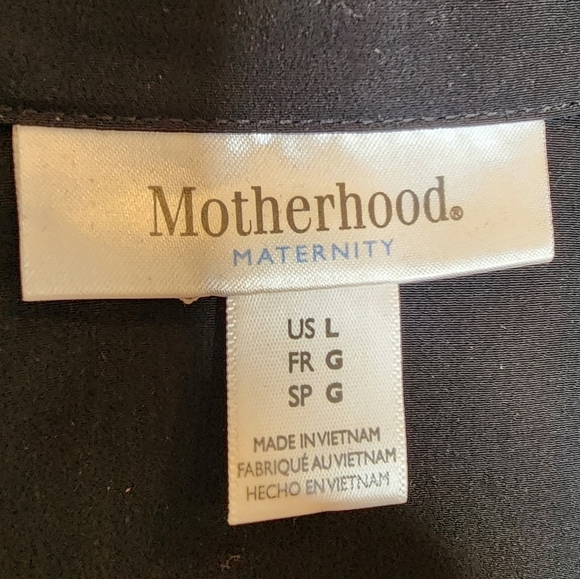 Motherhood®
MATERNITY
US L
FR G
SP G
MADE IN VIETNAM
FABRIQUÉ AU VIETNAM
HECHO EN VIETNAM